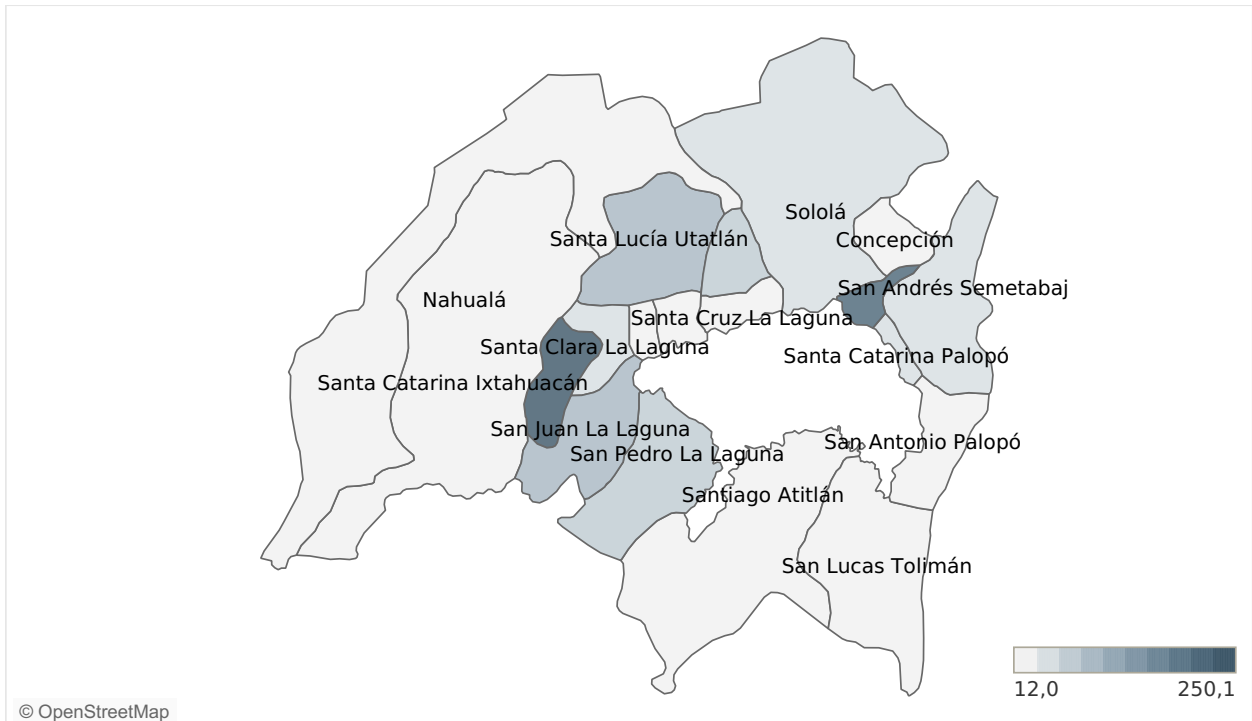 Sololá
Santa Lucía Utatlán
Concepción
San Andrés Semetabaj
Nahualá
Santa Cruz La Laguna
Santa Clara La Laguna
Santa Catarina Palopó
Santa Catarina Ixtahuacán
San Juan La Laguna
San Antonio Palopó
San Pedro La Laguna
Santiago Atitlán
San Lucas Tolimán
12,0
250,1
© OpenStreetMap